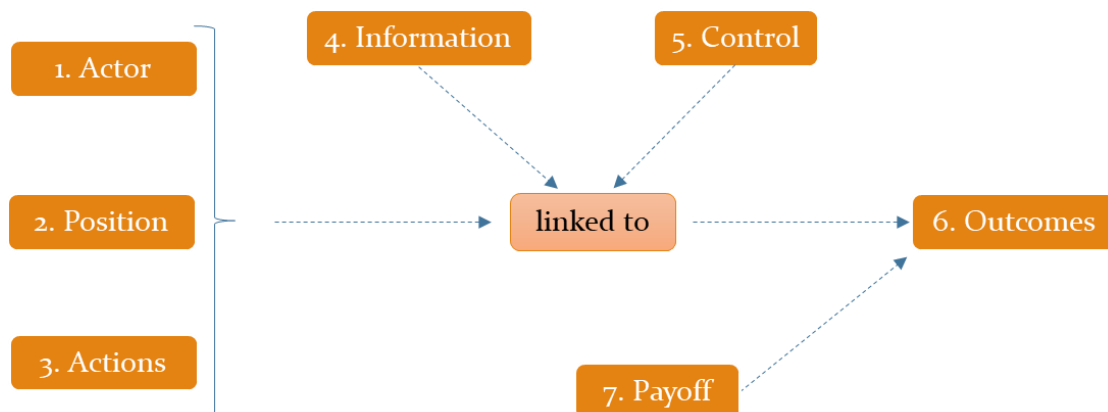 1. Actor
2. Position
3. Actions
4. Information
5. Control
linked to
6. Outcomes
7. Payoff